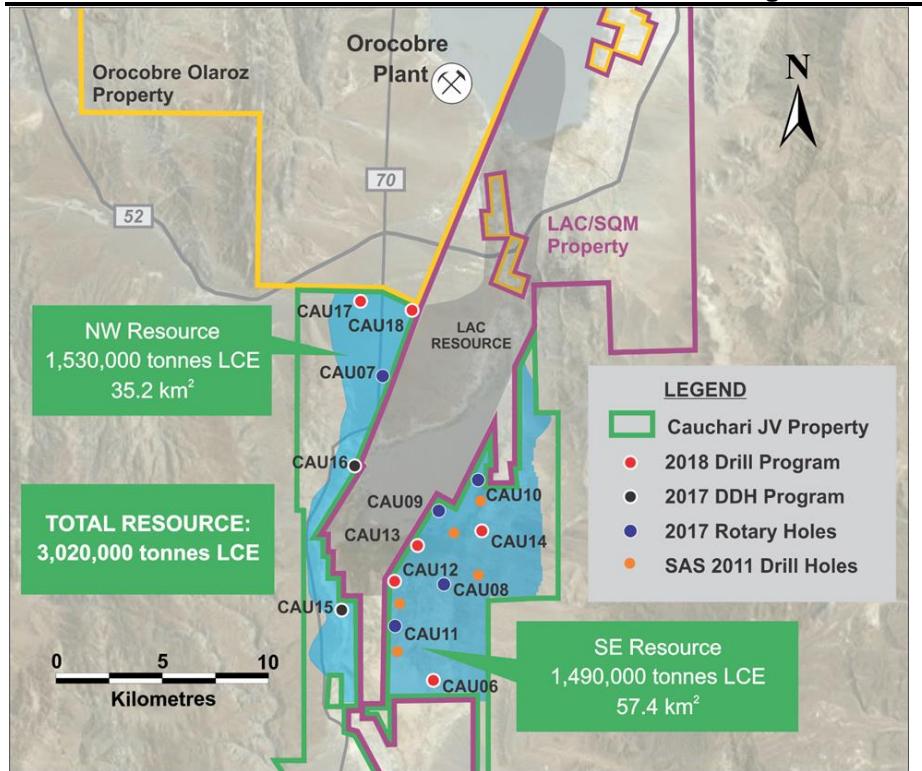 Orocobre
Plant
Orocobre Olaroz
Property
N
70
52
LAC/SQM
Property
CAU17
CAU18
LAC
RESOURCE
NW Resource
1,530,000 tonnes LCE
35.2 km²
CAU07
LEGEND
Cauchari JV Property
2018 Drill Program
2017 DDH Program
2017 Rotary Holes
SAS 2011 Drill Holes
CAU16
CAU10
CAU09
CAU13
CAU14
TOTAL RESOURCE:
3,020,000 tonnes LCE
CAU12
CAU08
CAU15
CAU11
SE Resource
1,490,000 tonnes LCE
57.4 km²
CAU06
0 5 10
Kilometres